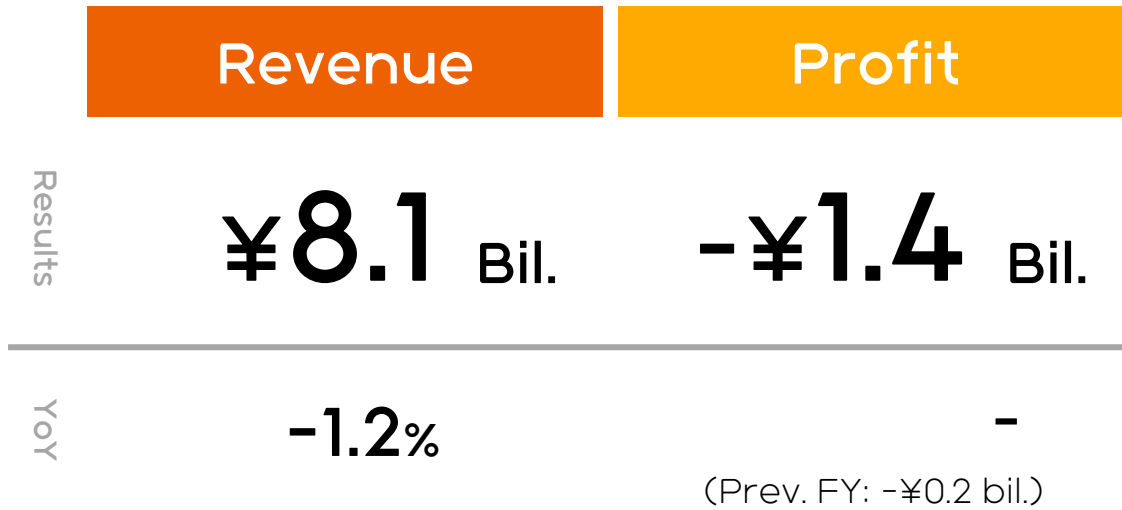 Revenue Profit
Results ¥8.1 Bil. -¥1.4 Bil.
YoY -1.2% -
(Prev. FY: -¥0.2 bil.)